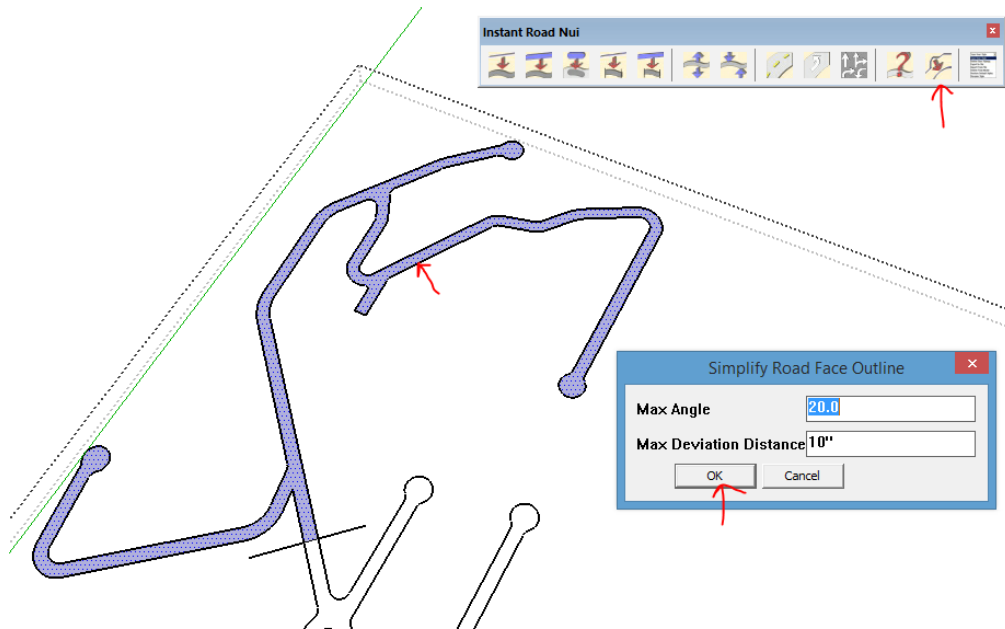 Instant Road Nui
Simplify Road Face Outline
Max Angle
20.0
Max Deviation Distance
10"
OK
Cancel